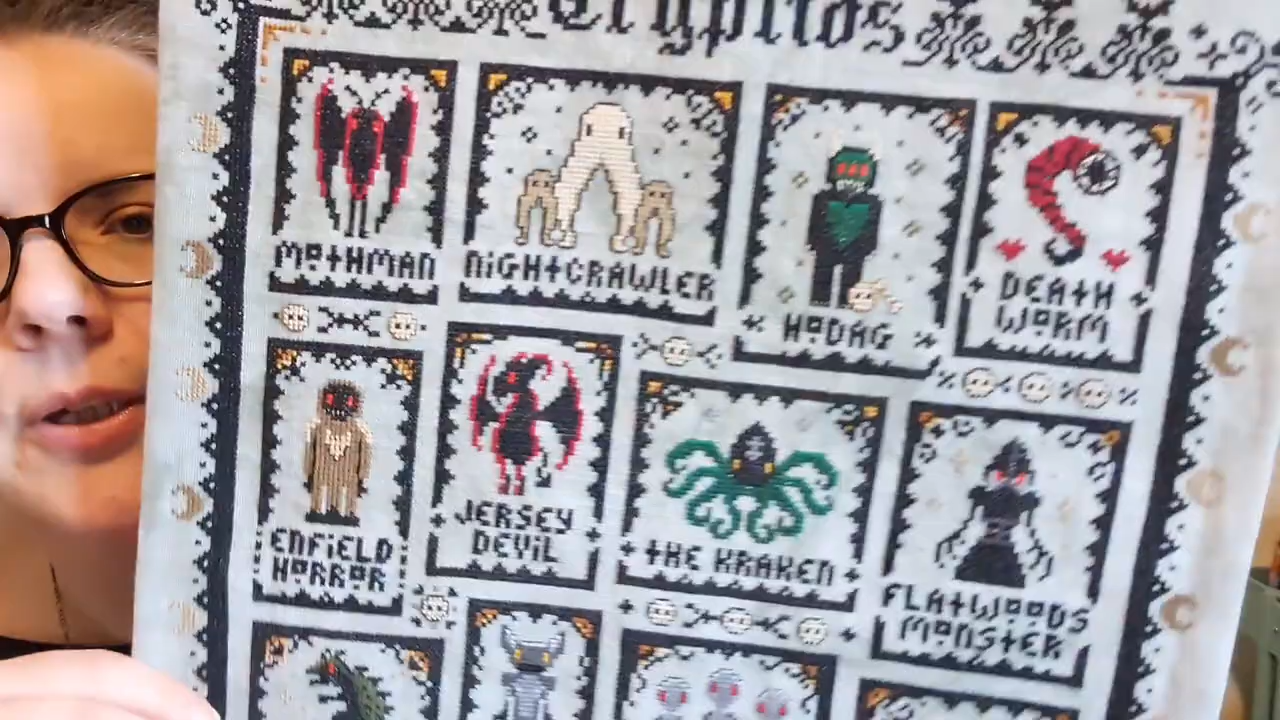 Cryptids
MOTHMAN
NIGHTCRAWLER
HODAG
DEATH
WORM
ENFIELD
HORROR
JERSEY
DEVIL
THE KRAKEN
FLATWOODS
MONSTER